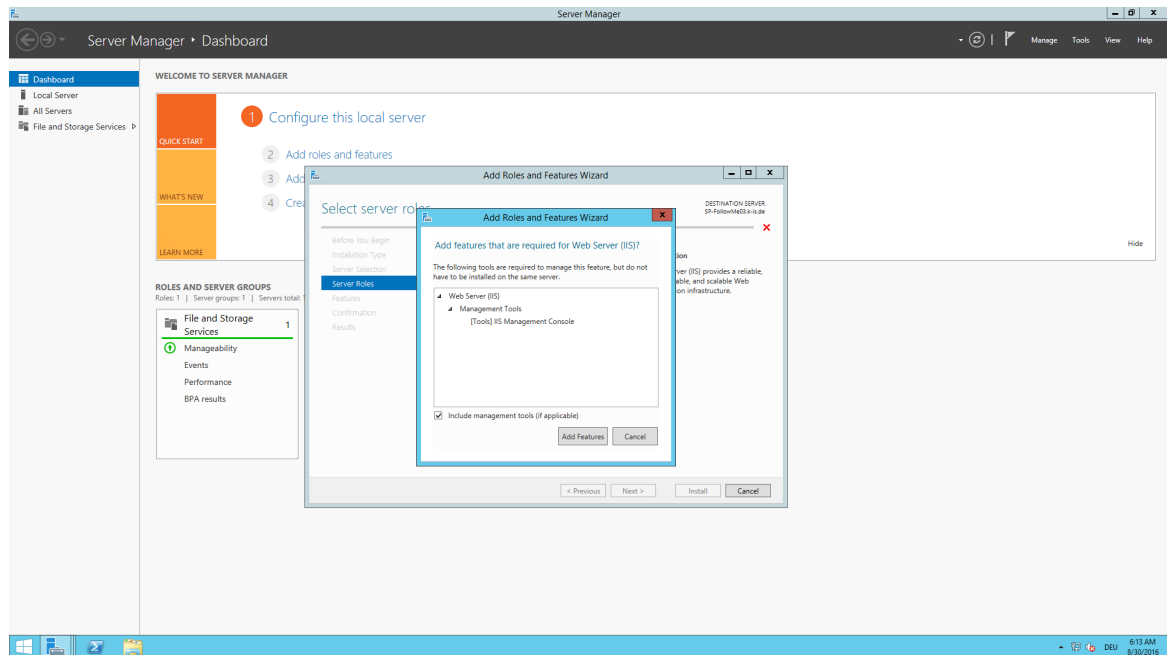 Server Manager
Server Manager • Dashboard
Manage Tools View Help
Dashboard
Local Server
All Servers
File and Storage Services
WELCOME TO SERVER MANAGER
QUICK START
WHAT'S NEW
LEARN MORE
1 Configure this local server
2 Add roles and features
3 Add
4
Hide
ROLES AND SERVER GROUPS
Roles: 1 | Server groups: 1 | Servers total:
File and Storage
Services
1
Manageability
Events
Performance
BPA results
Add Roles and Features Wizard
Select server
DESTINATION SERVER
SP-FollowMe03.k-is.de
Before You Begin
Installation Type
Server Selection
Server Roles
Features
Confirmation
Results
(IIS) provides a reliable,
and scalable Web
infrastructure.
< Previous
Next >
Install
Cancel
Add Roles and Features Wizard
Add features that are required for Web Server (IIS)?
The following tools are required to manage this feature, but do not
have to be installed on the same server.
Web Server (IIS)
Management Tools
[Tools] IIS Management Console
Include management tools (if applicable)
Add Features
Cancel
DEU
6:13 AM
8/30/2016